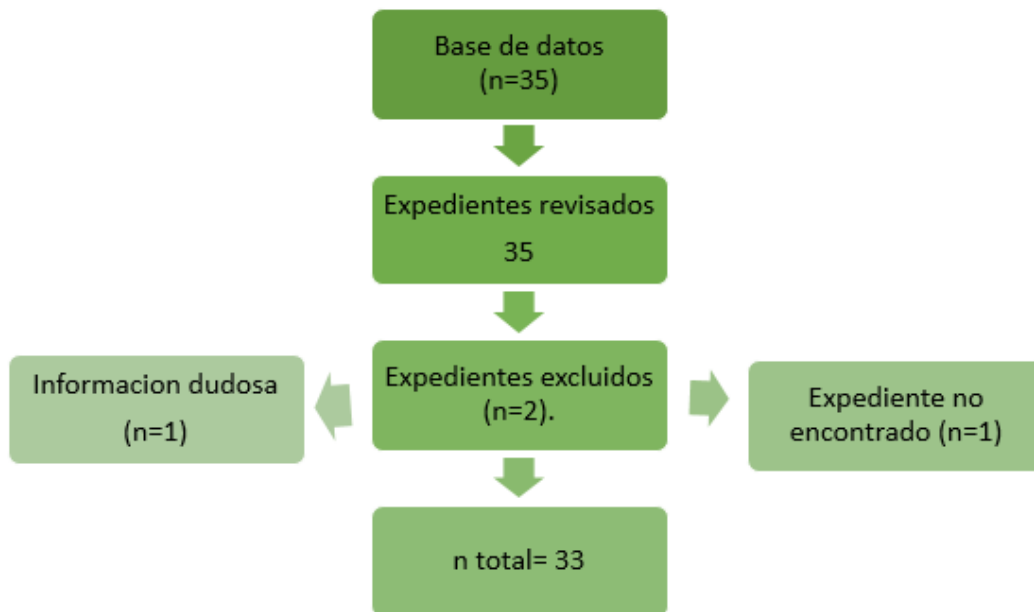 Base de datos
(n=35)
Expedientes revisados
35
Expedientes excluidos
(n=2).
Informacion dudosa
(n=1)
Expediente no
encontrado (n=1)
n total= 33